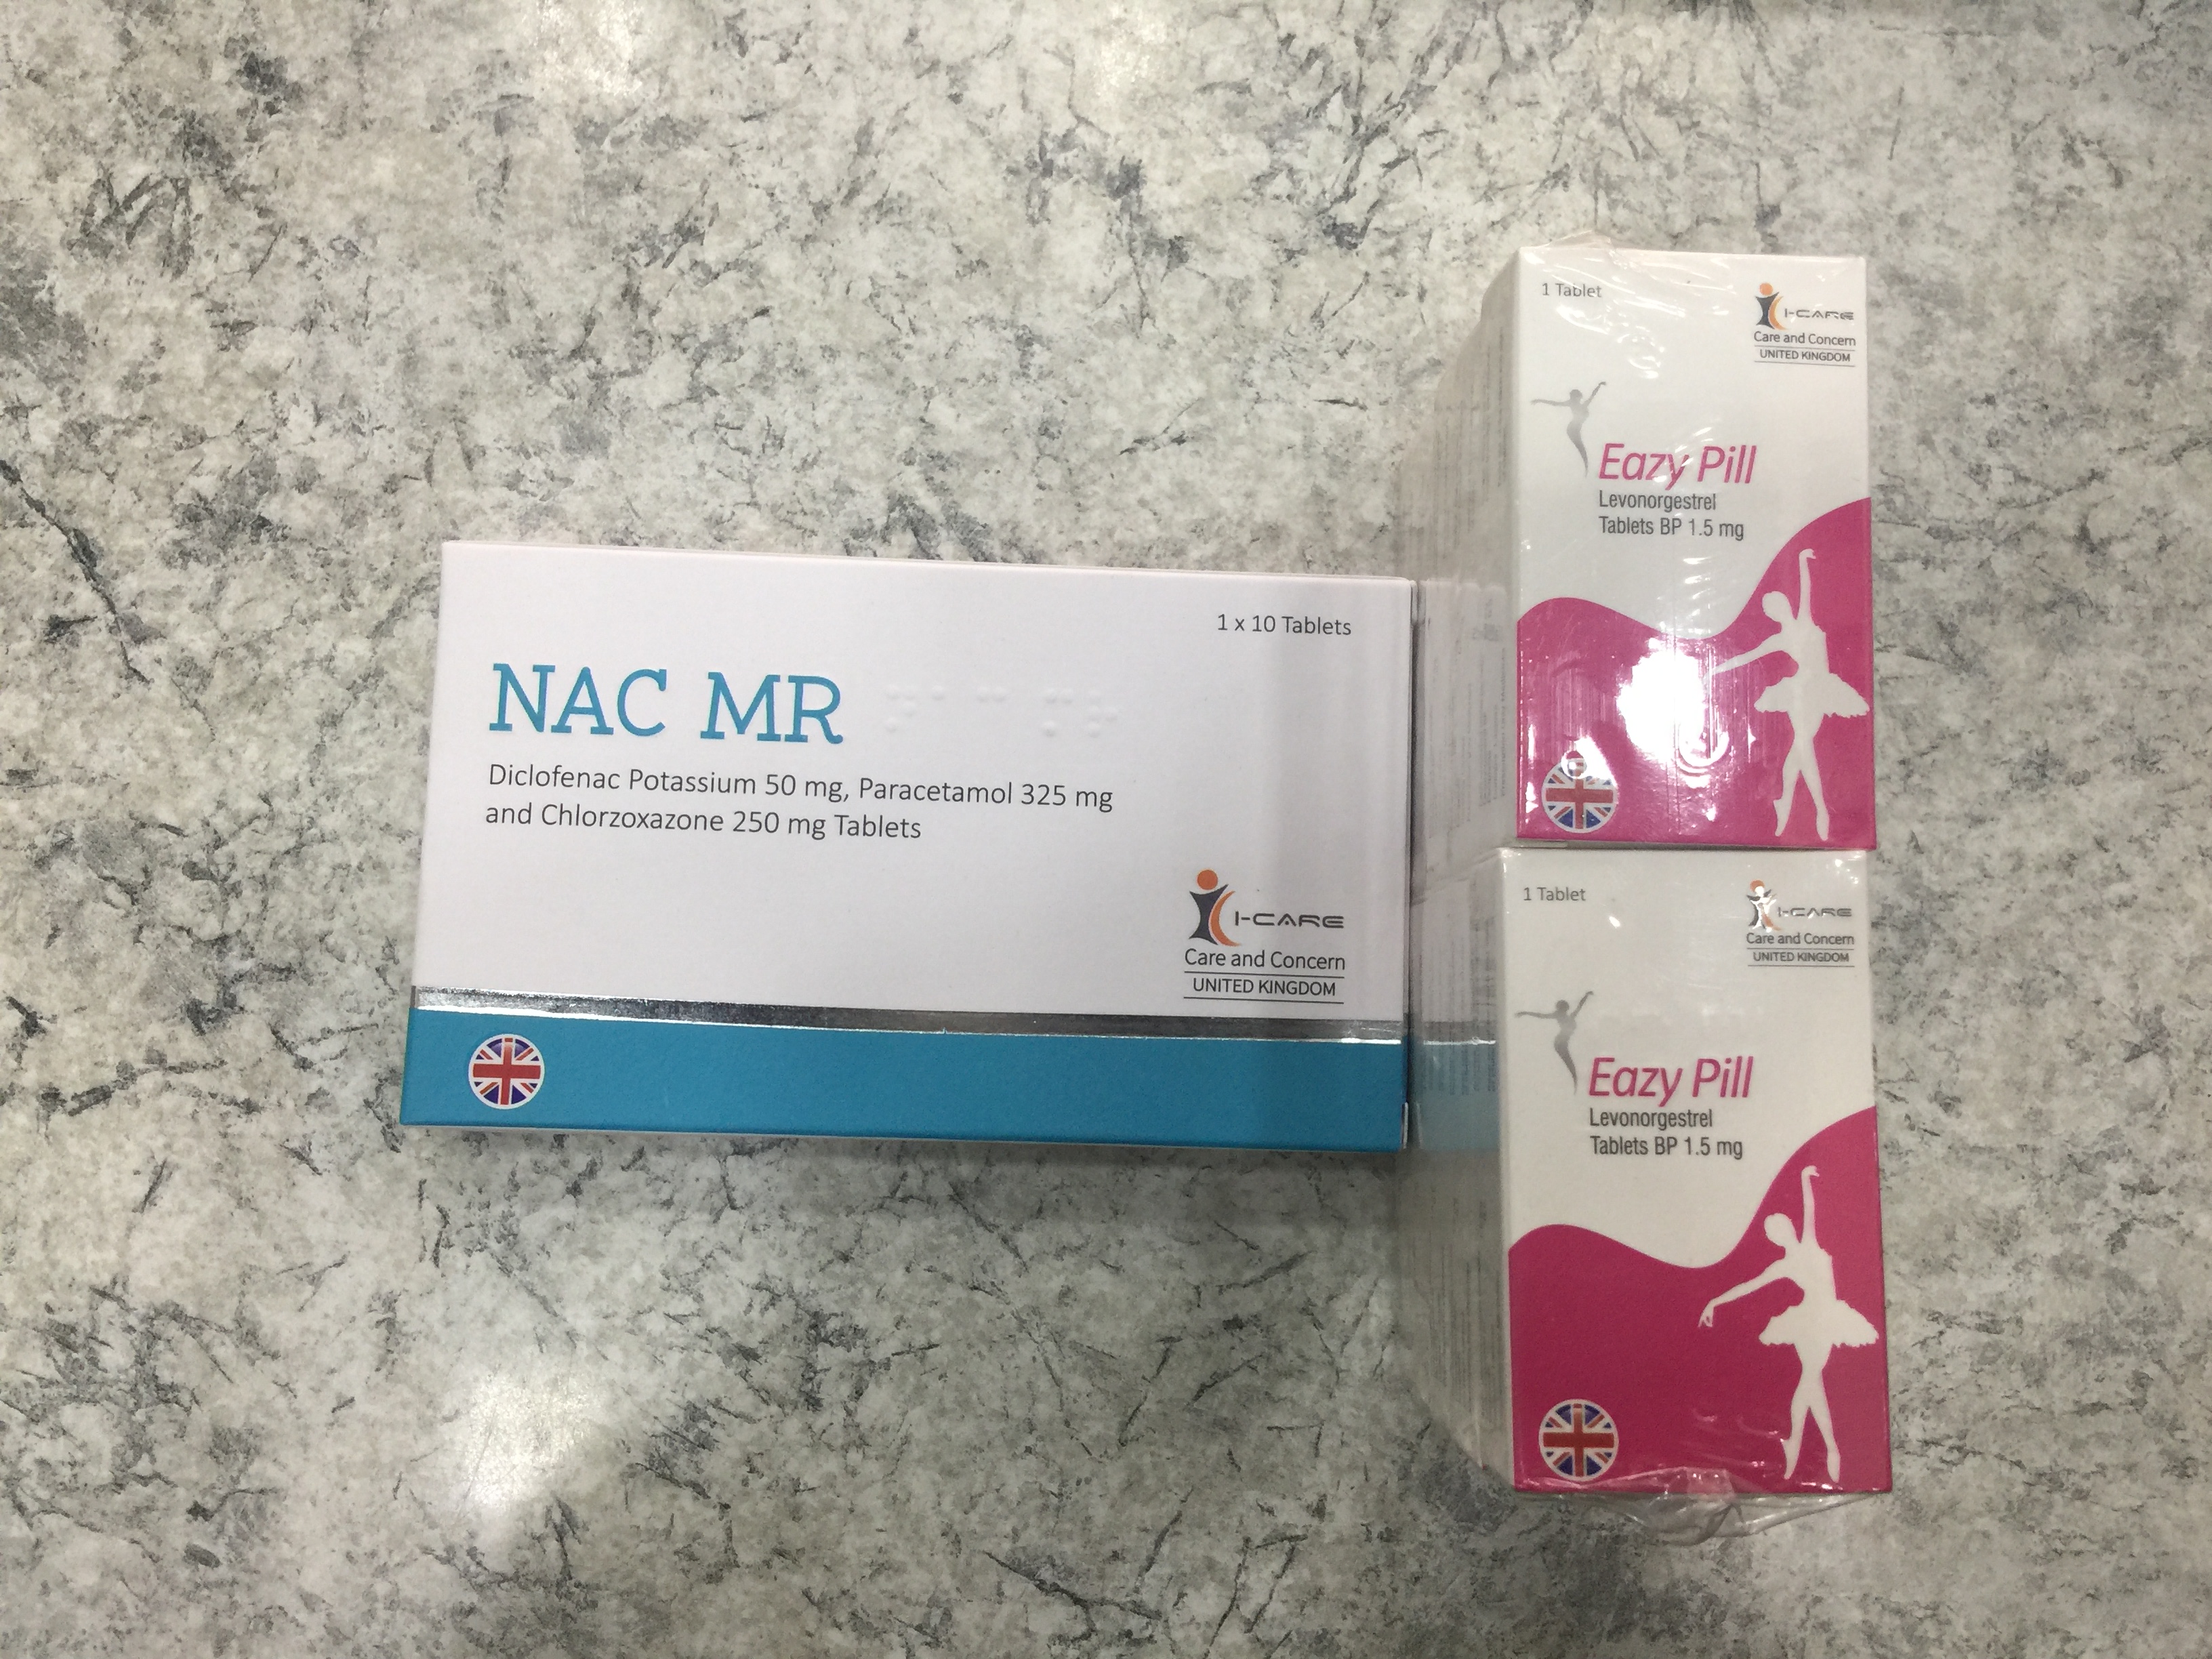 1 x 10 Tablets
NAC MR
Diclofenac Potassium 50 mg, Paracetamol 325 mg
and Chlorzoxazone 250 mg Tablets
I-CARE
Care and Concern
UNITED KINGDOM
1 Tablet
I-CARE
Care and Concern
UNITED KINGDOM
Eazy Pill
Levonorgestrel
Tablets BP 1.5 mg
1 Tablet
I-CARE
Care and Concern
UNITED KINGDOM
Eazy Pill
Levonorgestrel
Tablets BP 1.5 mg